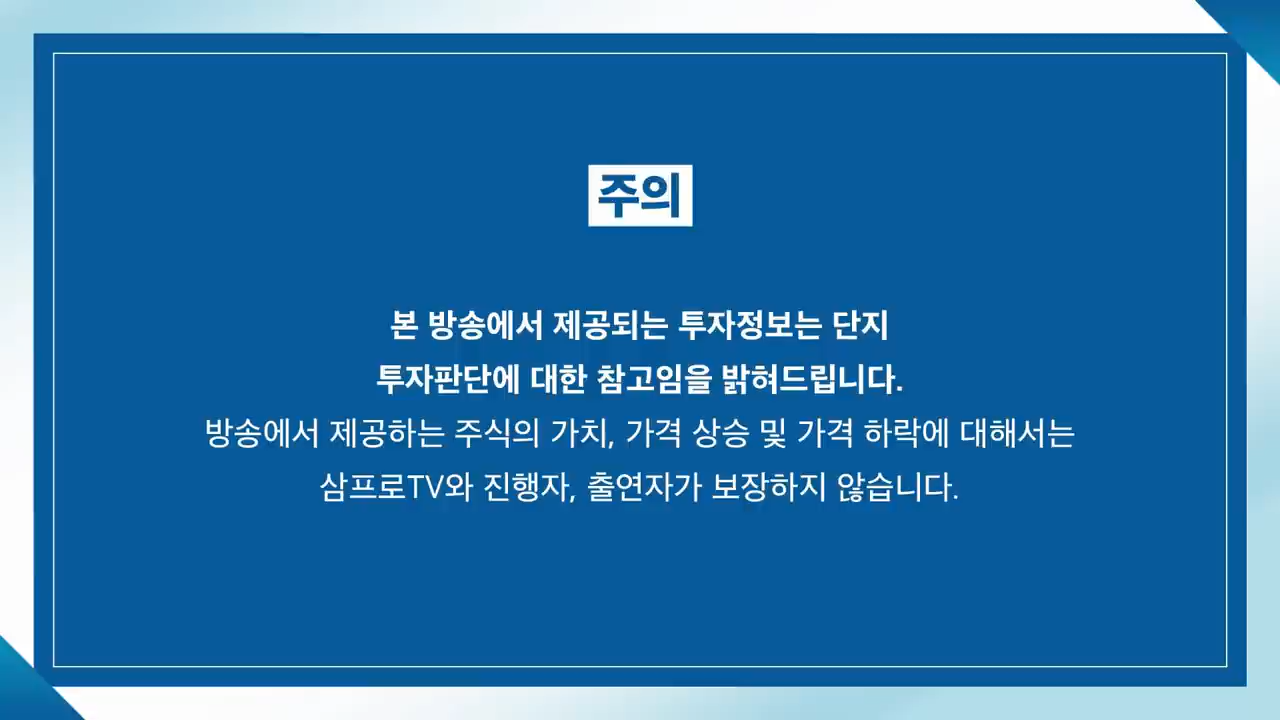 주의
본 방송에서 제공되는 투자정보는 단지
투자판단에 대한 참고임을 밝혀드립니다.
방송에서 제공하는 주식의 가치, 가격 상승 및 가격 하락에 대해서는
삼프로TV와 진행자, 출연자가 보장하지 않습니다.